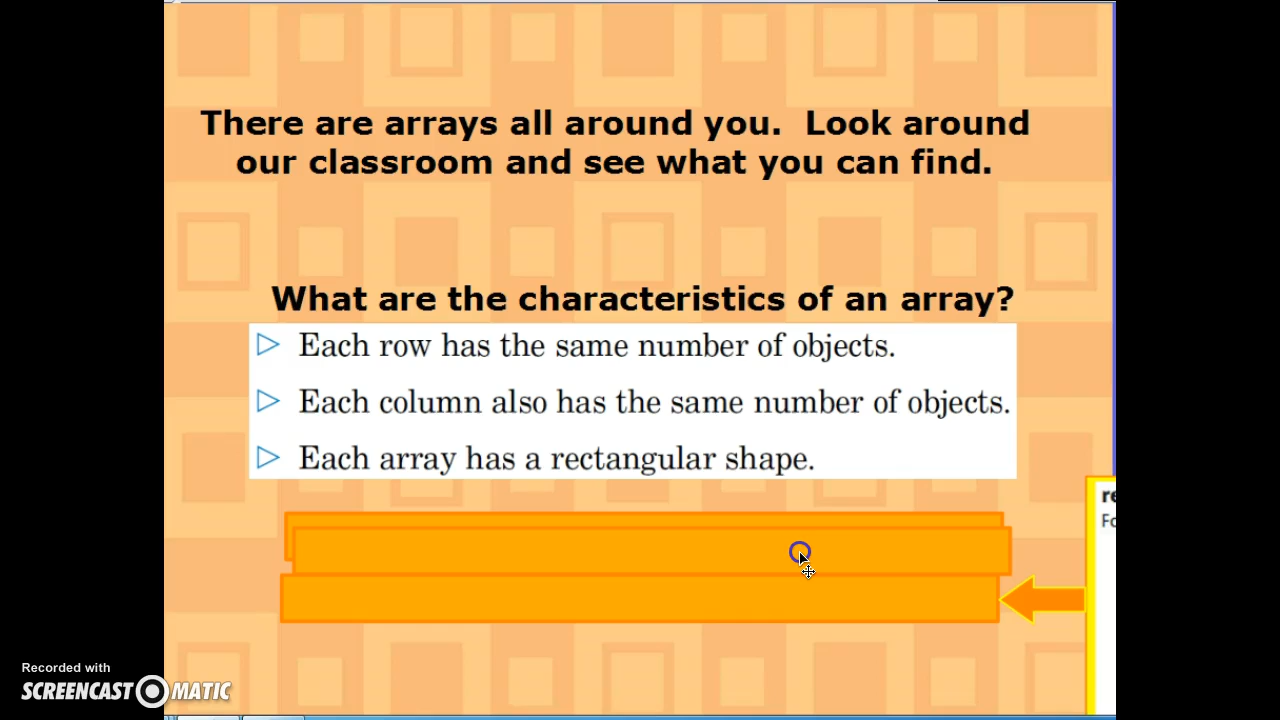 There are arrays all around you. Look around
our classroom and see what you can find.
What are the characteristics of an array?
Each row has the same number of objects.
Each column also has the same number of objects.
Each array has a rectangular shape.
Recorded with
SCREENCAST MATIC